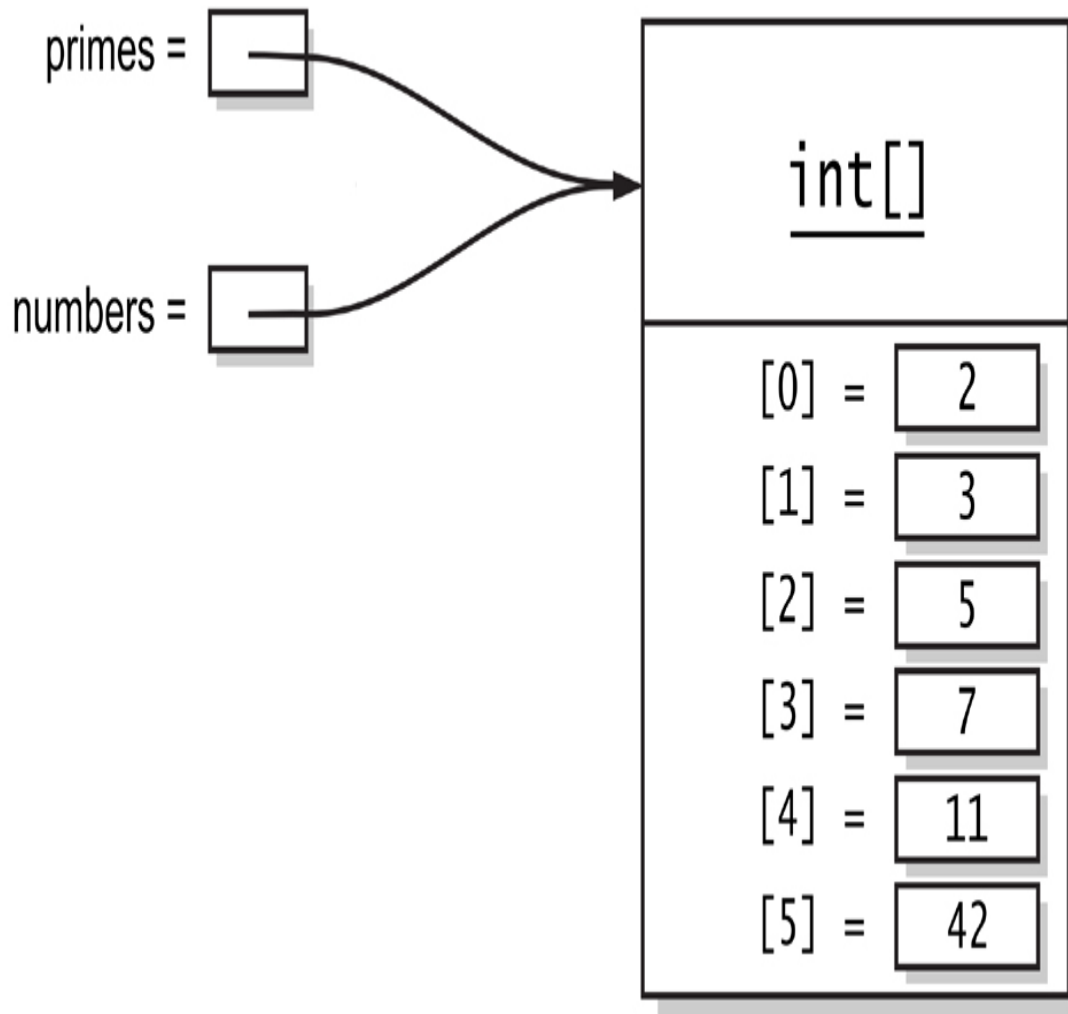 primes =
int[]
numbers =
[0] = 2
[1] = 3
[2] = 5
[3] = 7
[4] = 11
[5] = 42